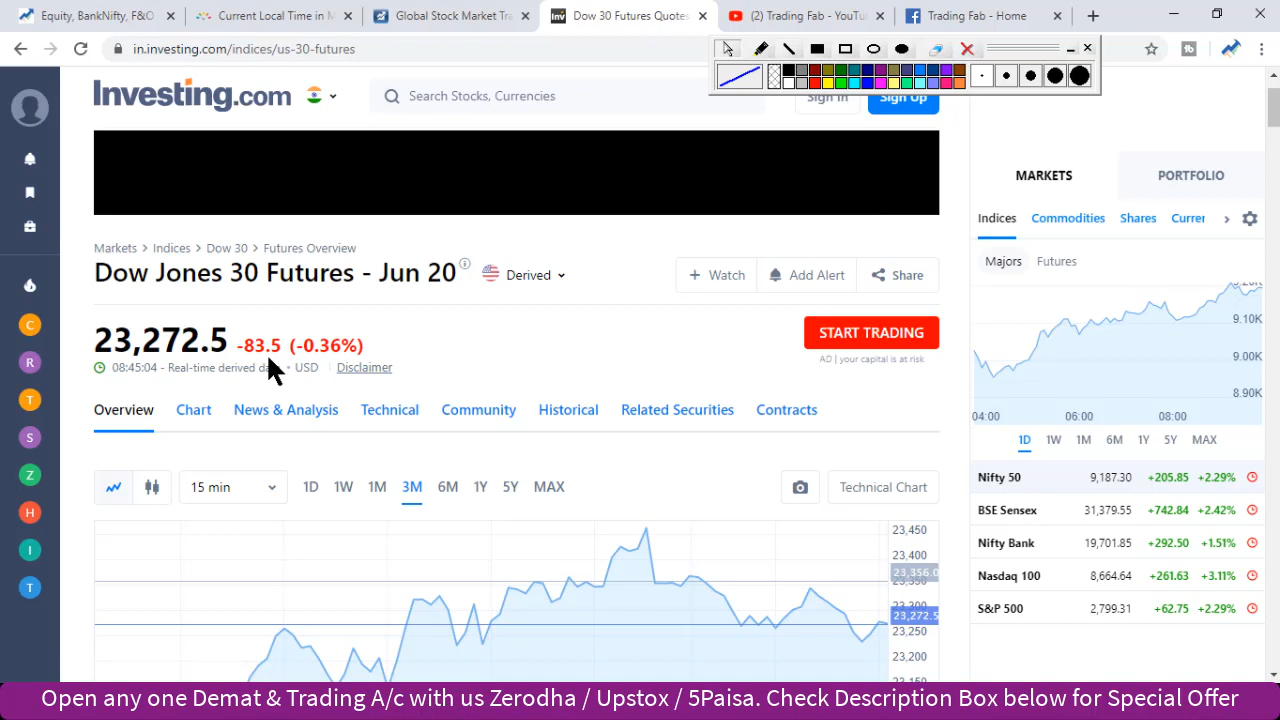 Equity, BankNifty, F&O
Current Local Time in M
Global Stock Market Tra
Dow 30 Futures Quotes
(2) Trading Fab - YouTu
Trading Fab - Home
in.investing.com/indices/us-30-futures
Investing.com
Search Stocks, Currencies
Sign In
Sign Up
MARKETS
PORTFOLIO
Markets > Indices > Dow 30 > Futures Overview
Indices
Commodities
Shares
Curre
Dow Jones 30 Futures - Jun 20
Derived
+ Watch
Add Alert
Share
Majors
Futures
23,272.5 -83.5 (-0.36%)
START TRADING
AD | your capital is at risk
08:45:04 - Real-time derived da
USD
Disclaimer
9.10K
9.00K
8.90K
04:00
06:00
08:00
Overview
Chart
News & Analysis
Technical
Community
Historical
Related Securities
Contracts
1D
1W
1M
6M
1Y
5Y
MAX
15 min
1D
1W
1M
3M
6M
1Y
5Y
MAX
Technical Chart
Nifty 50 9,187.30 +205.85 +2.29%
BSE Sensex 31,379.55 +742.84 +2.42%
Nifty Bank 19,701.85 +292.50 +1.51%
Nasdaq 100 8,664.64 +261.63 +3.11%
S&P 500 2,799.31 +62.75 +2.29%
23,450
23,400
23,356.0
23,300
23,272.5
23,250
23,200
C
R
T
S
Z
H
I
T
Open any one Demat & Trading A/c with us Zerodha / Upstox / 5Paisa. Check Description Box below for Special Offer